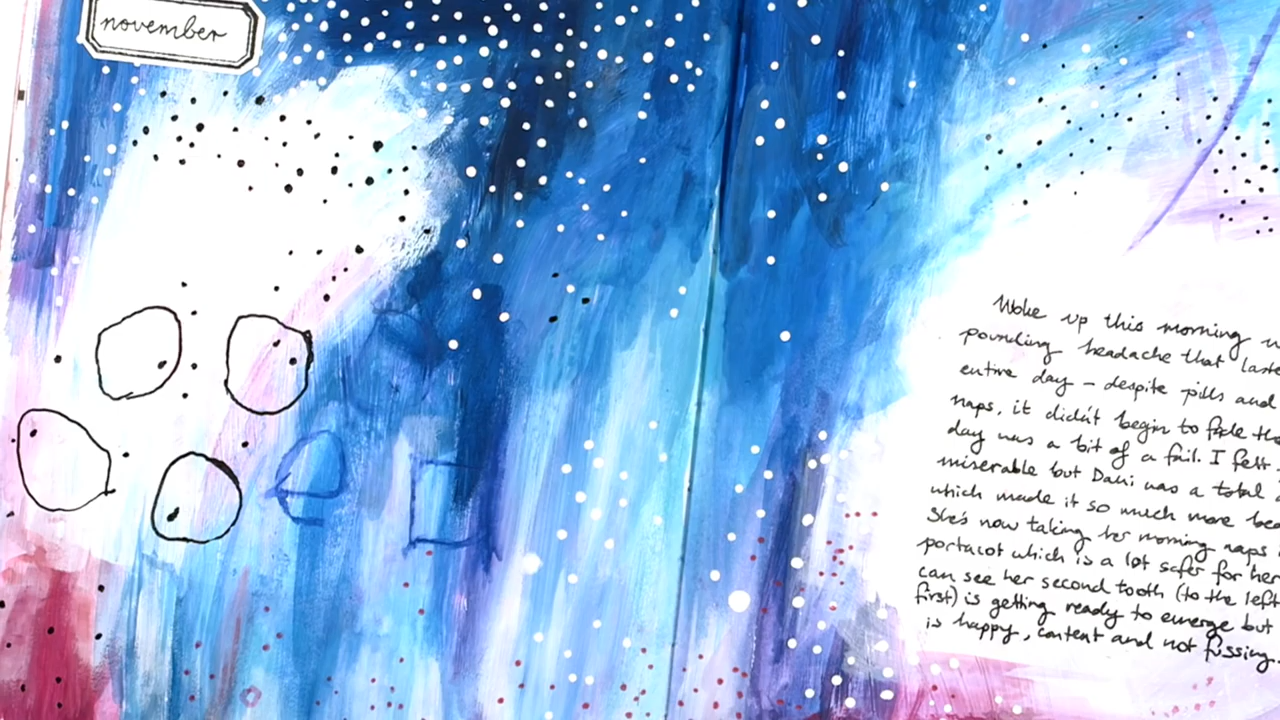 november
Woke up this morning
pounding headache that laste
entire day – despite pills and
naps, it didn't begin to fade the
day was a bit of a fail. I felt
miserable but Dani was a total
which made it so much more bea
She's now taking her morning naps
portacot which is a lot safer for her
can see her second tooth (to the left
first) is getting ready to emerge but
is happy, content and not fussing.